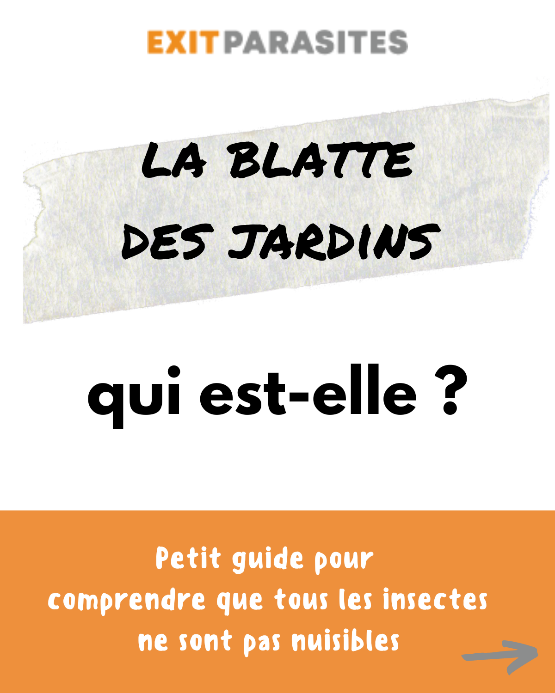 EXITPARASITES
LA BLATTE
DES JARDINS
qui est-elle ?
Petit guide pour
comprendre que tous les insectes
ne sont pas nuisibles